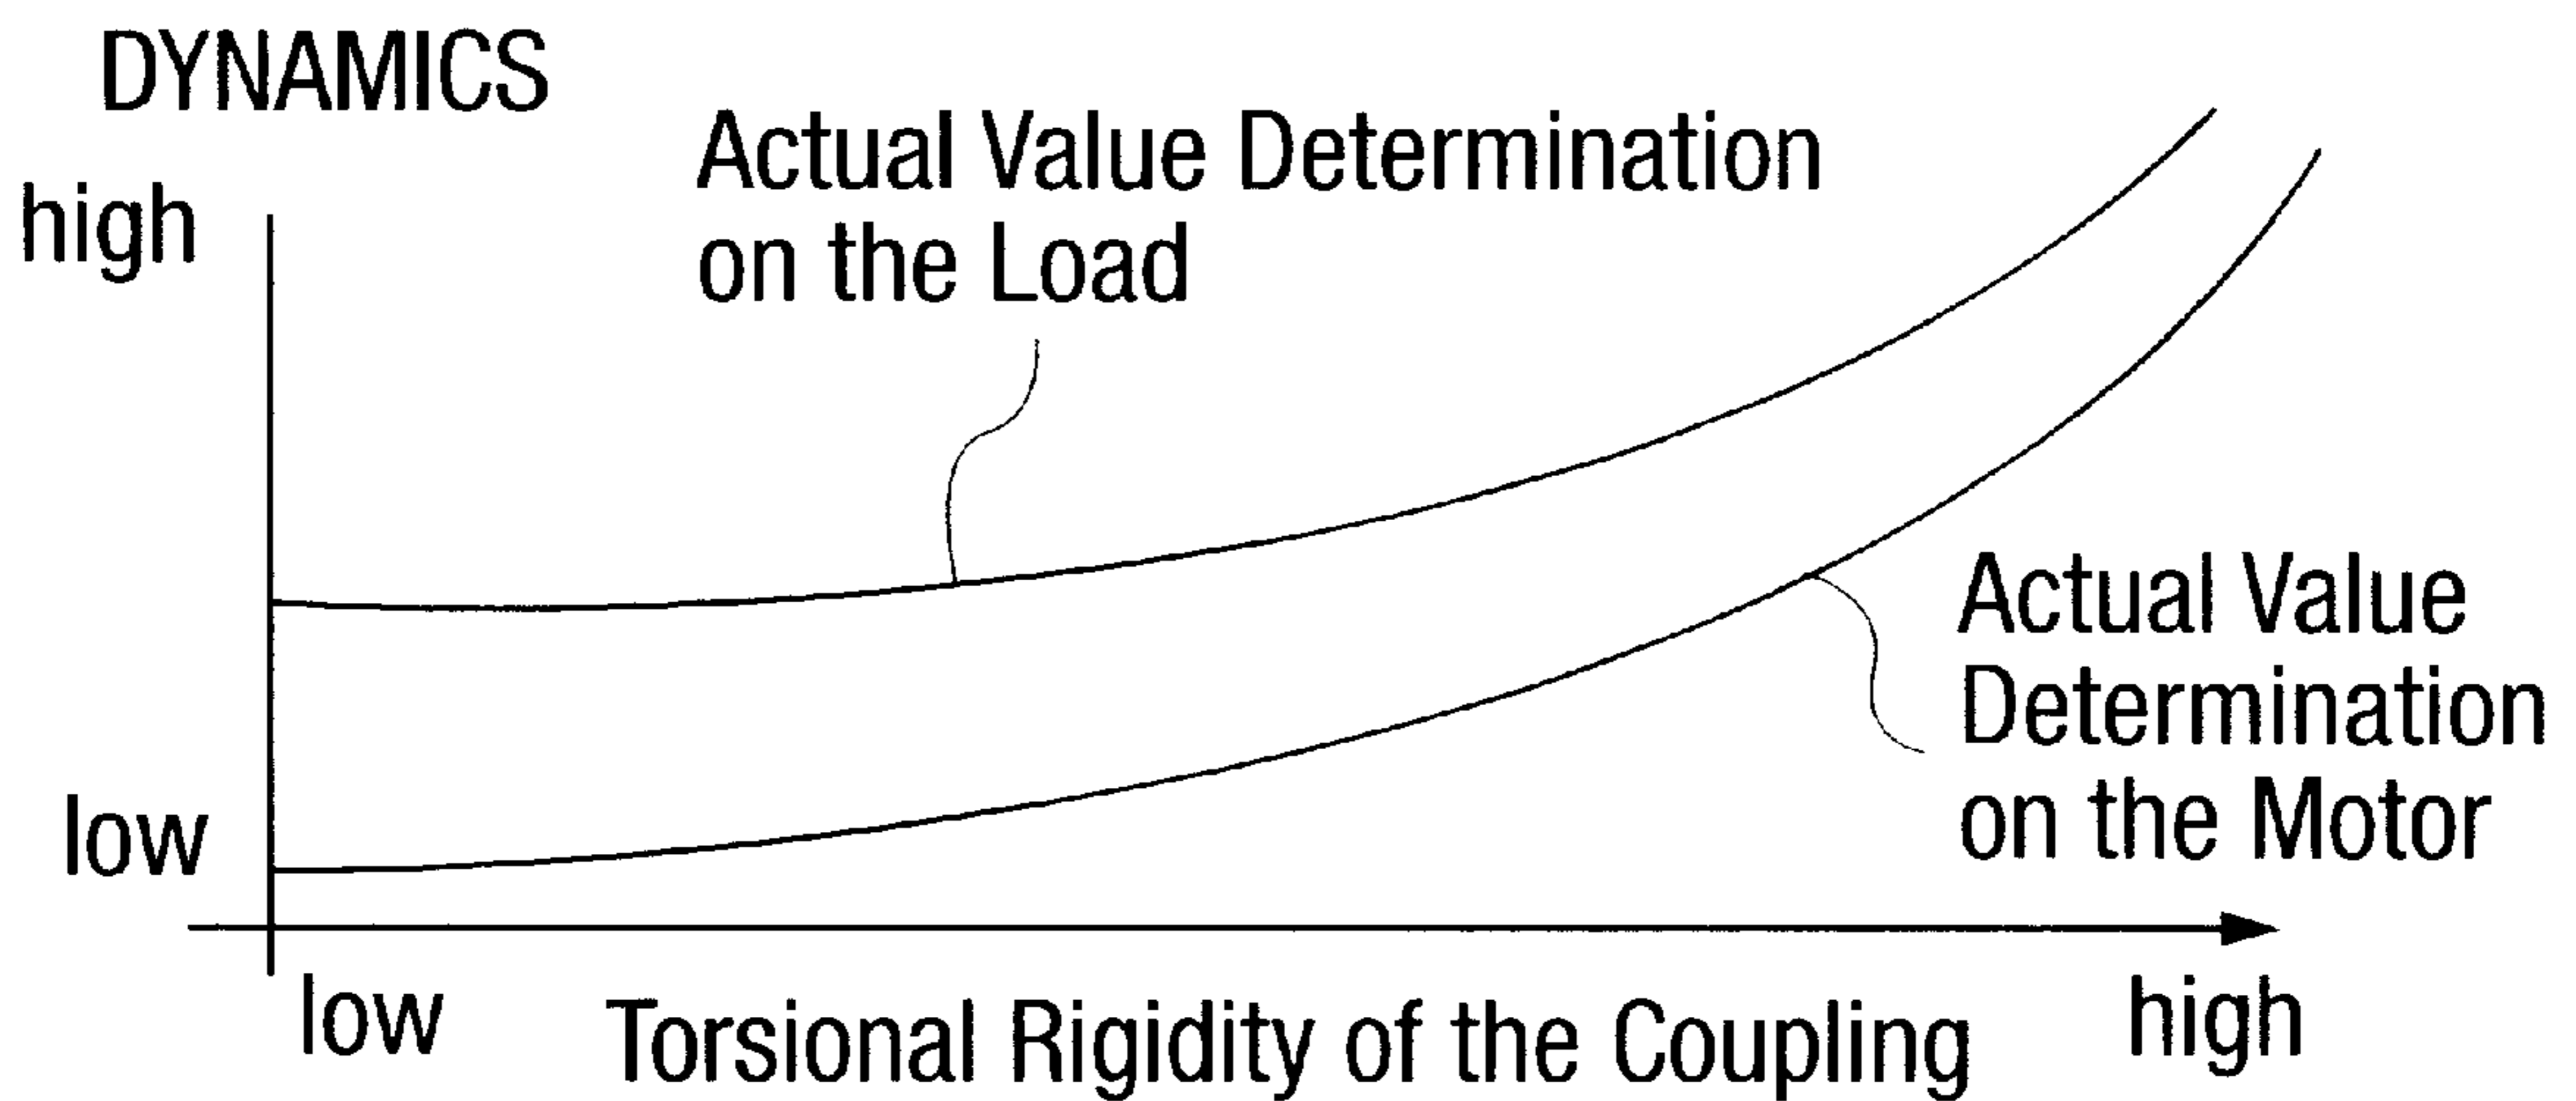 DYNAMICS
high
Actual Value Determination
on the Load
Actual Value
Determination
on the Motor
low
low
Torsional Rigidity of the Coupling
high